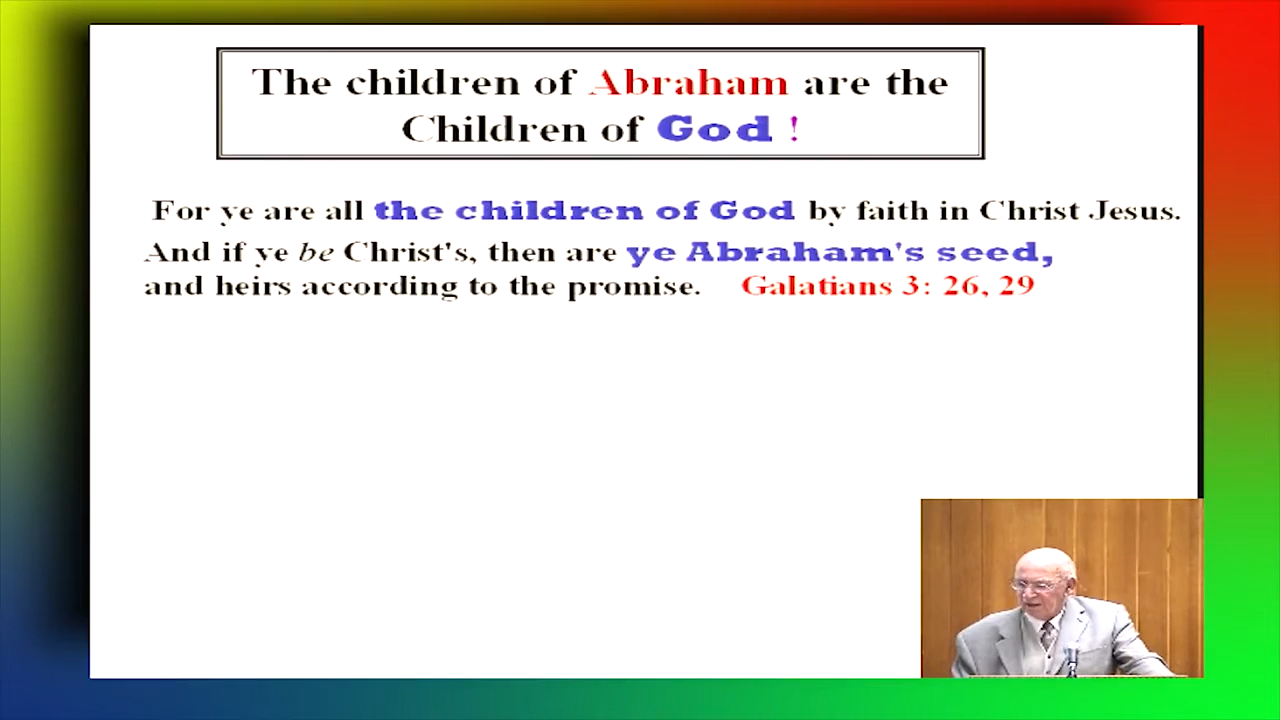 The children of Abraham are the
Children of God !
For ye are all the children of God by faith in Christ Jesus.
And if ye be Christ's, then are ye Abraham's seed,
and heirs according to the promise. Galatians 3: 26, 29